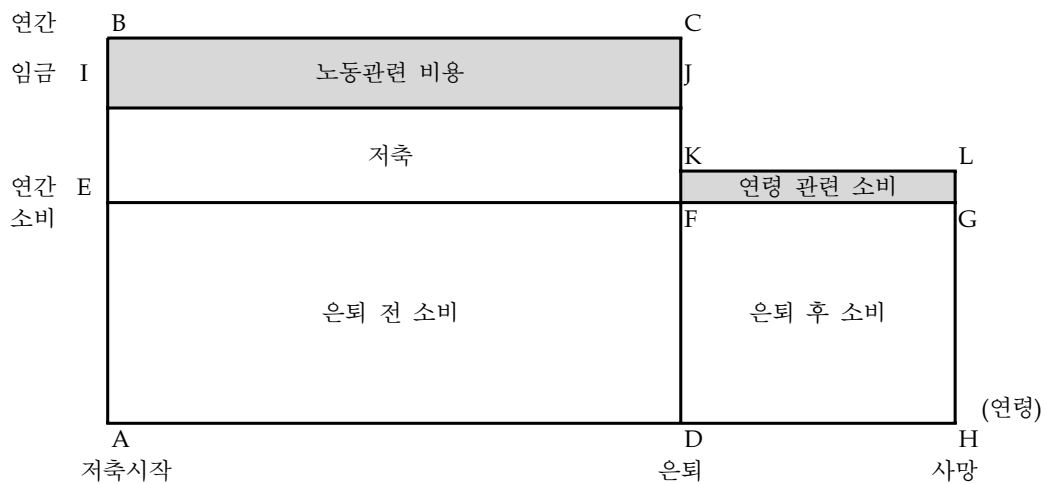 연간 B C
임금 I 노동관련 비용 J
저축 K L
연간 E 연령 관련 소비
소비 F G
은퇴 전 소비 은퇴 후 소비
(연령)
A D H
저축시작 은퇴 사망